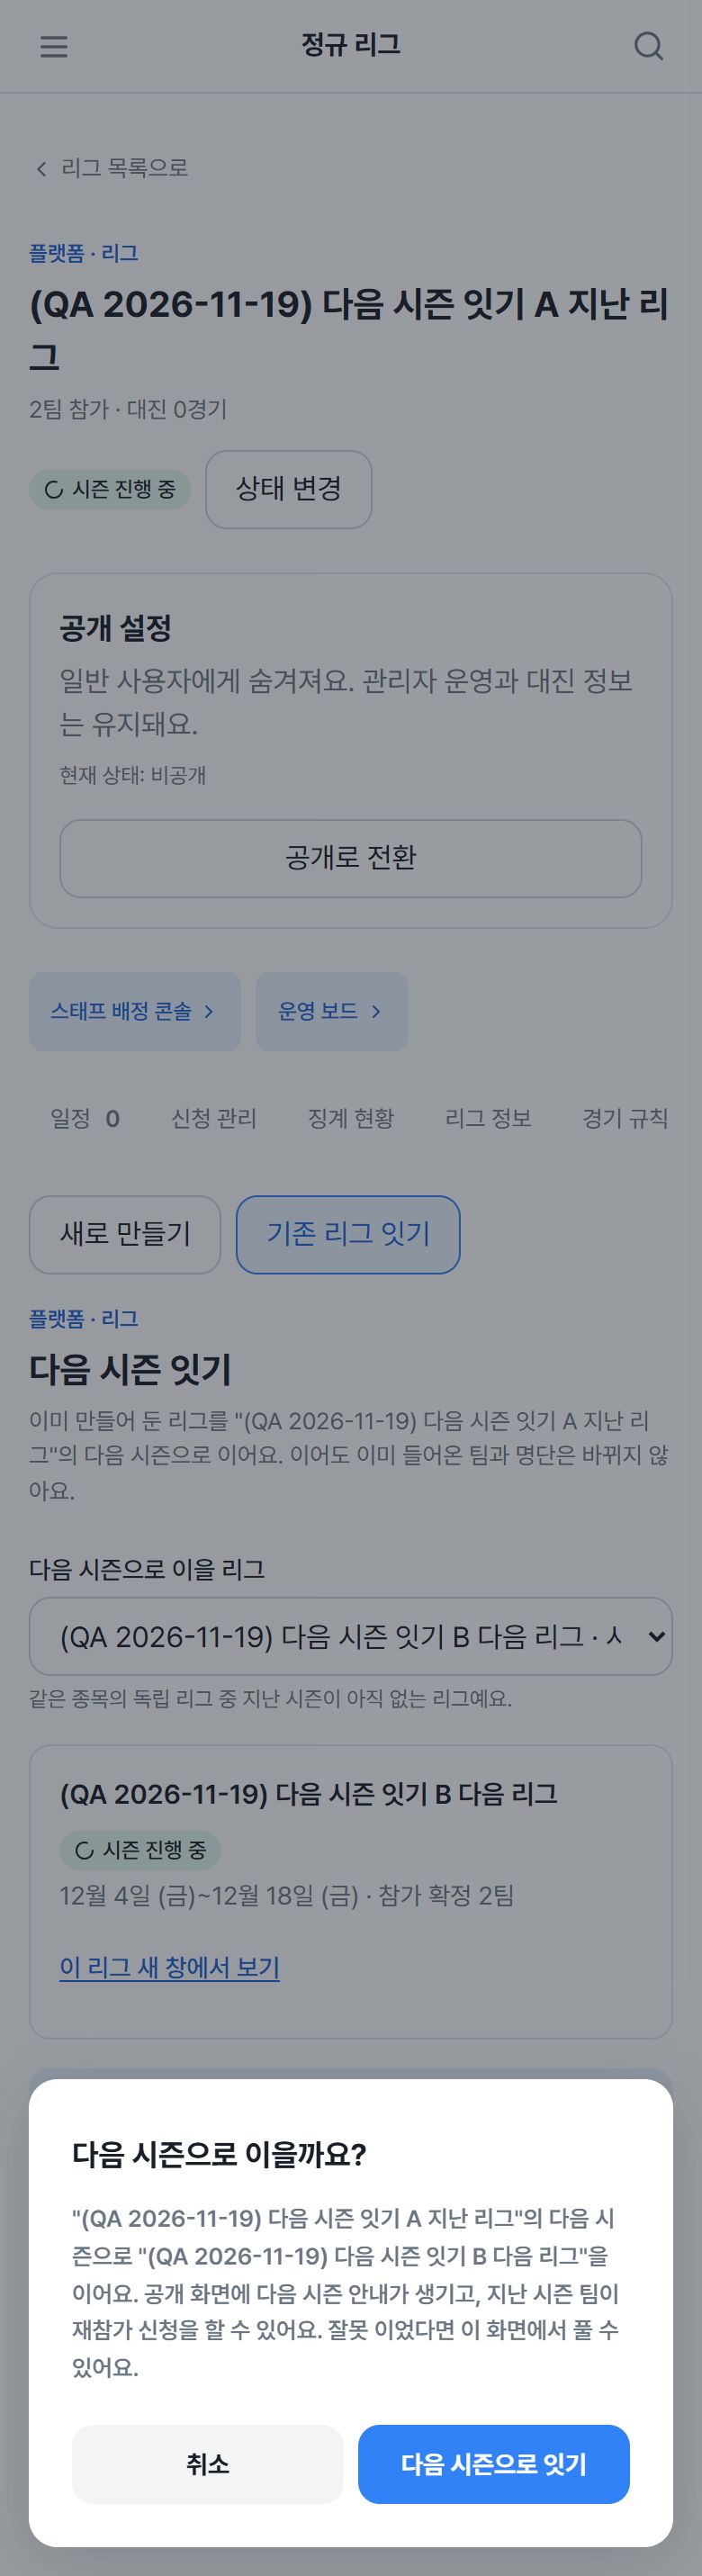 정규 리그
리그 목록으로
플랫폼 · 리그
(QA 2026-11-19) 다음 시즌 잇기 A 지난 리
그
2팀 참가 · 대진 0경기
시즌 진행 중
상태 변경
공개 설정
일반 사용자에게 숨겨져요. 관리자 운영과 대진 정보
는 유지돼요.
현재 상태: 비공개
공개로 전환
스태프 배정 콘솔
운영 보드
일정 0 신청 관리 징계 현황 리그 정보 경기 규칙
새로 만들기
기존 리그 잇기
플랫폼 · 리그
다음 시즌 잇기
이미 만들어 둔 리그를 "(QA 2026-11-19) 다음 시즌 잇기 A 지난 리
그"의 다음 시즌으로 이어요. 이어도 이미 들어온 팀과 명단은 바뀌지 않
아요.
다음 시즌으로 이을 리그
(QA 2026-11-19) 다음 시즌 잇기 B 다음 리그 ·
같은 종목의 독립 리그 중 지난 시즌이 아직 없는 리그예요.
(QA 2026-11-19) 다음 시즌 잇기 B 다음 리그
시즌 진행 중
12월 4일 (금)~12월 18일 (금) · 참가 확정 2팀
이 리그 새 창에서 보기
다음 시즌으로 이을까요?
"(QA 2026-11-19) 다음 시즌 잇기 A 지난 리그"의 다음 시
즌으로 "(QA 2026-11-19) 다음 시즌 잇기 B 다음 리그"을
이어요. 공개 화면에 다음 시즌 안내가 생기고, 지난 시즌 팀이
재참가 신청을 할 수 있어요. 잘못 이었다면 이 화면에서 풀 수
있어요.
취소
다음 시즌으로 잇기